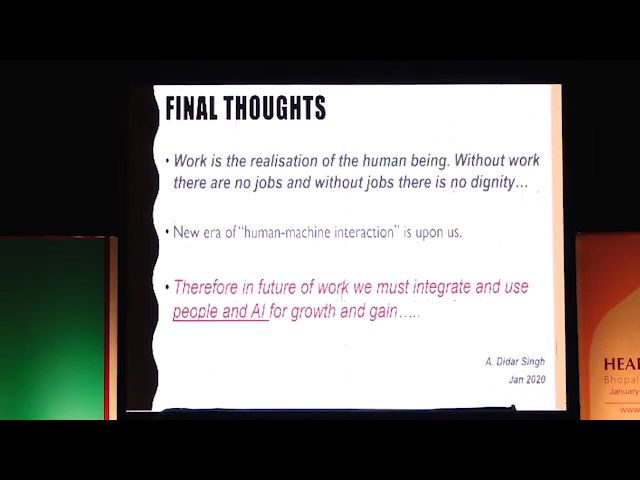 FINAL THOUGHTS
• Work is the realisation of the human being. Without work
there are no jobs and without jobs there is no dignity…
• New era of “human-machine interaction” is upon us.
• Therefore in future of work we must integrate and use
people and AI for growth and gain…..
A. Didar Singh
Jan 2020
HEA
Bhopal
January
www.